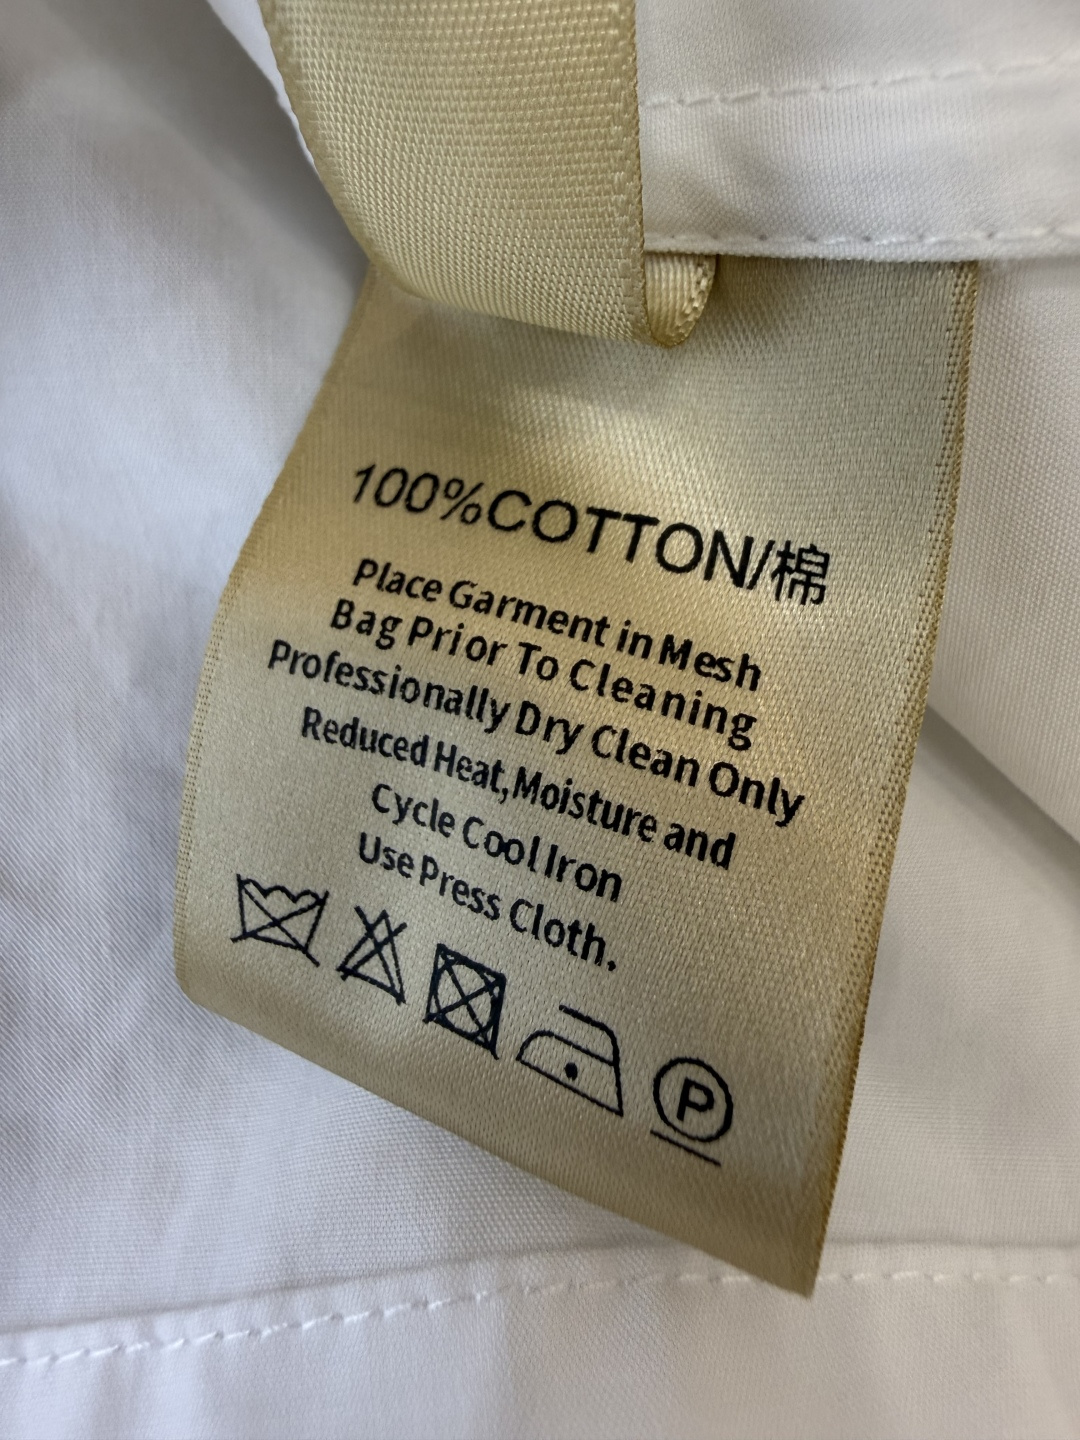 100%COTTON/棉
Place Garment in Mesh
Bag Prior To Cleaning
Professionally Dry Clean Only
Reduced Heat,Moisture and
Cycle Cool Iron
Use Press Cloth.
P